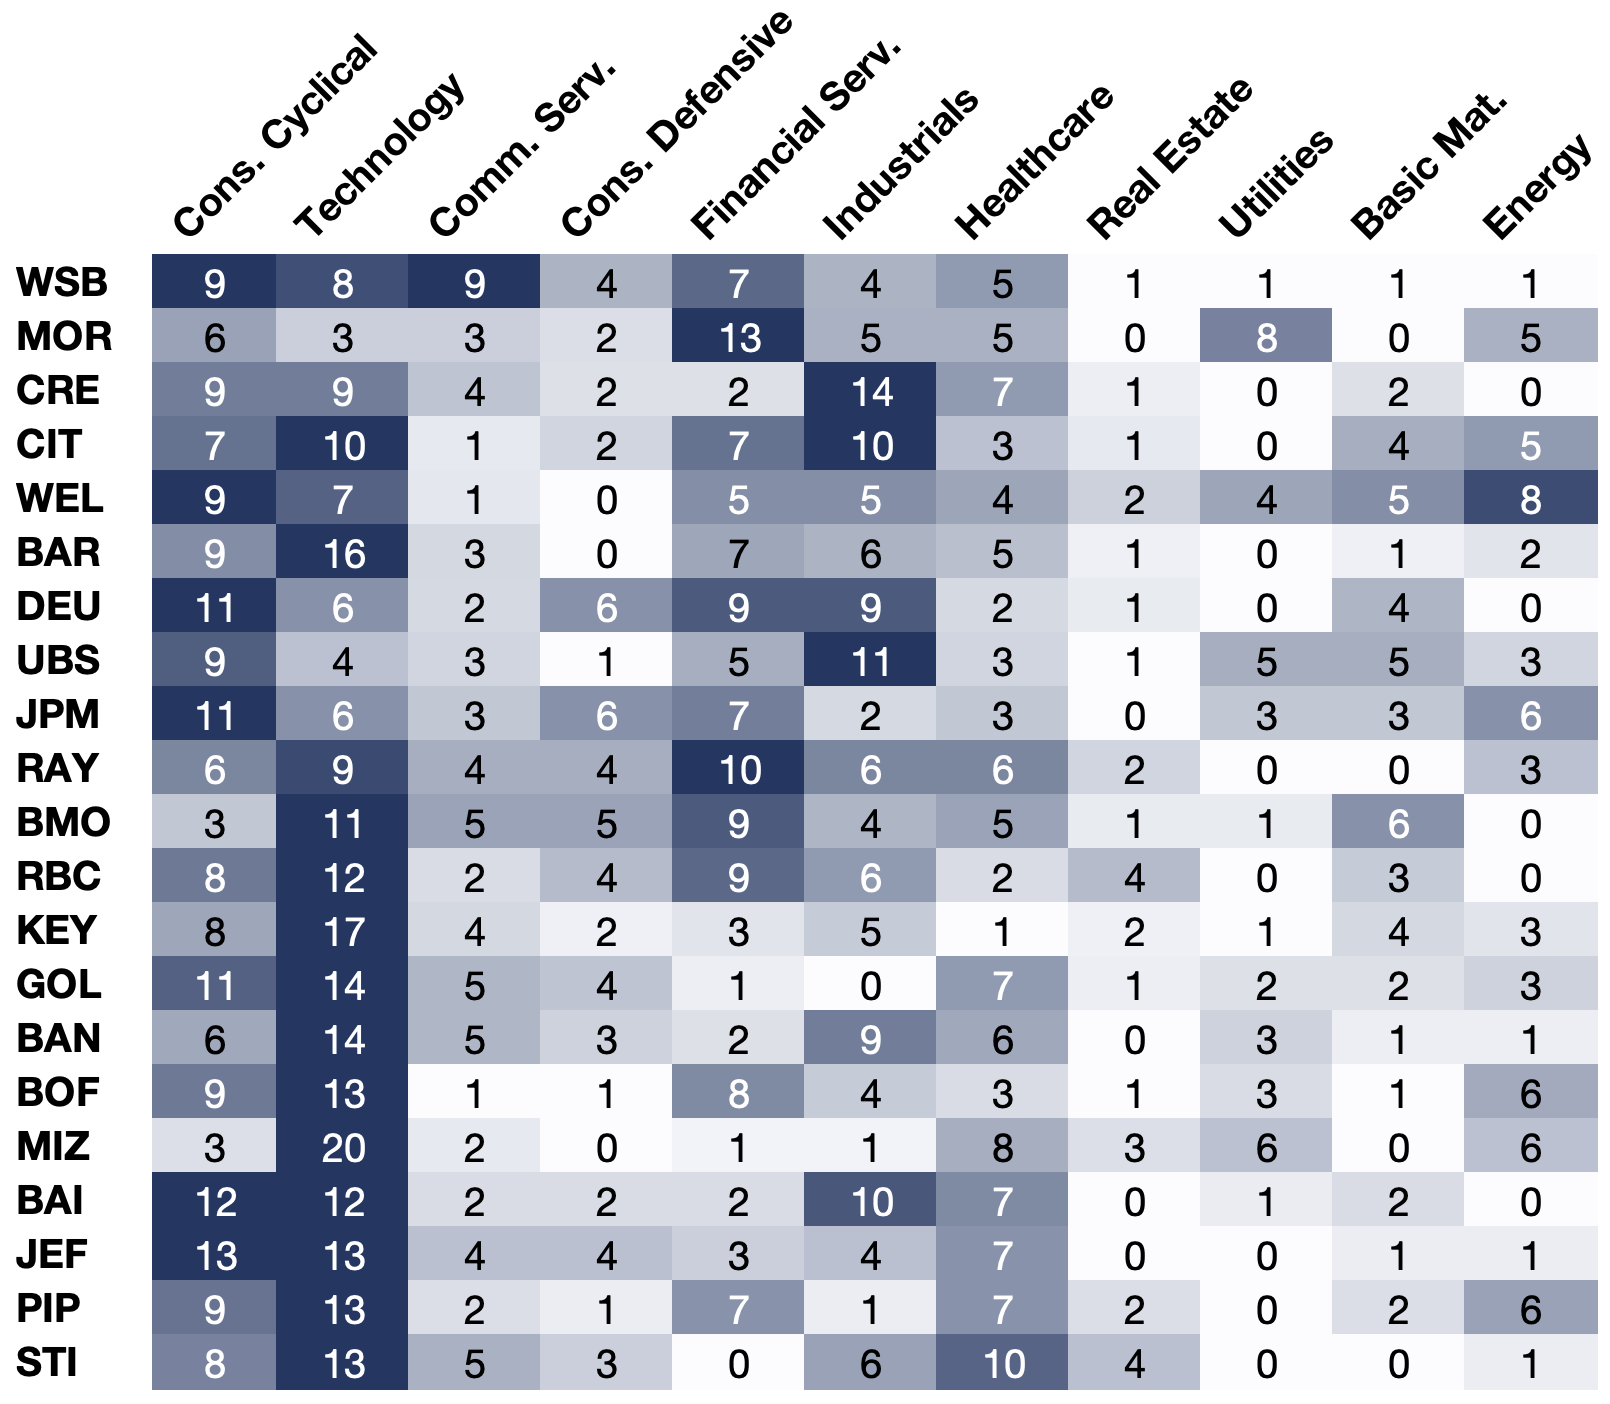 Cons. Cyclical Technology Comm. Serv. Cons. Defensive Financial Serv. Industrials Healthcare Real Estate Utilities Basic Mat. Energy
WSB 9 8 9 4 7 4 5 1 1 1 1
MOR 6 3 3 2 13 5 5 0 8 0 5
CRE 9 9 4 2 2 14 7 1 0 2 0
CIT 7 10 1 2 7 10 3 1 0 4 5
WEL 9 7 1 0 5 5 4 2 4 5 8
BAR 9 16 3 0 7 6 5 1 0 1 2
DEU 11 6 2 6 9 9 2 1 0 4 0
UBS 9 4 3 1 5 11 3 1 5 5 3
JPM 11 6 3 6 7 2 3 0 3 3 6
RAY 6 9 4 4 10 6 6 2 0 0 3
BMO 3 11 5 5 9 4 5 1 1 6 0
RBC 8 12 2 4 9 6 2 4 0 3 0
KEY 8 17 4 2 3 5 1 2 1 4 3
GOL 11 14 5 4 1 0 7 1 2 2 3
BAN 6 14 5 3 2 9 6 0 3 1 1
BOF 9 13 1 1 8 4 3 1 3 1 6
MIZ 3 20 2 0 1 1 8 3 6 0 6
BAI 12 12 2 2 2 10 7 0 1 2 0
JEF 13 13 4 4 3 4 7 0 0 1 1
PIP 9 13 2 1 7 1 7 2 0 2 6
STI 8 13 5 3 0 6 10 4 0 0 1